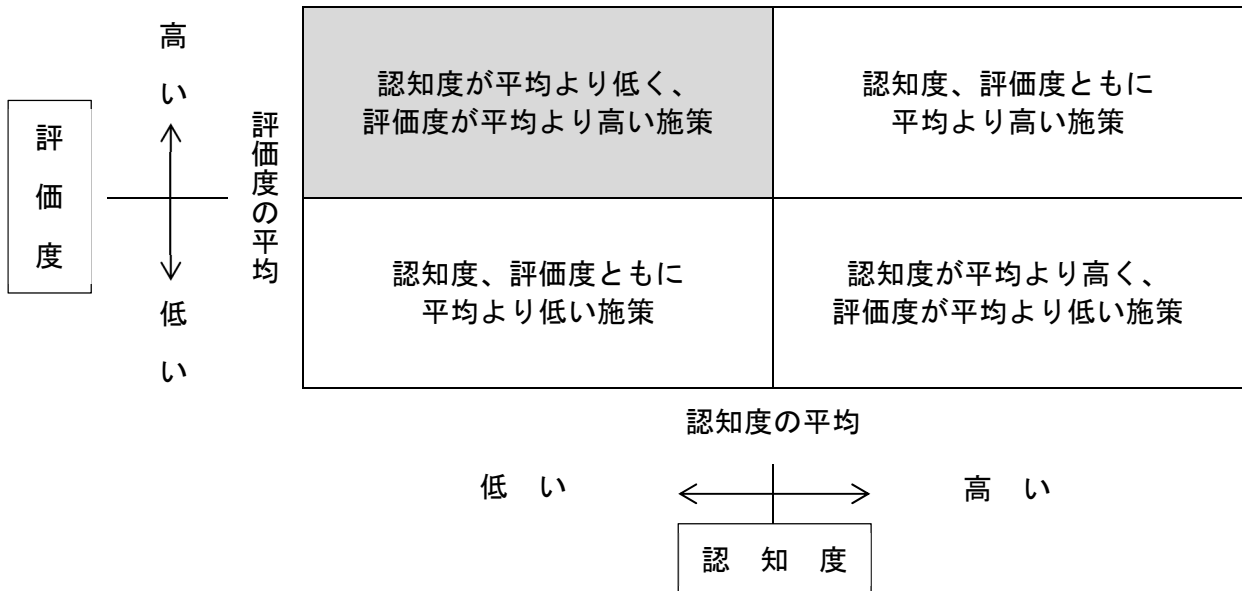 高い
評価度
評価度の平均
低い
認知度が平均より低く、
評価度が平均より高い施策
認知度、評価度ともに
平均より高い施策
認知度、評価度ともに
平均より低い施策
認知度が平均より高く、
評価度が平均より低い施策
認知度の平均
低い
高い
認知度